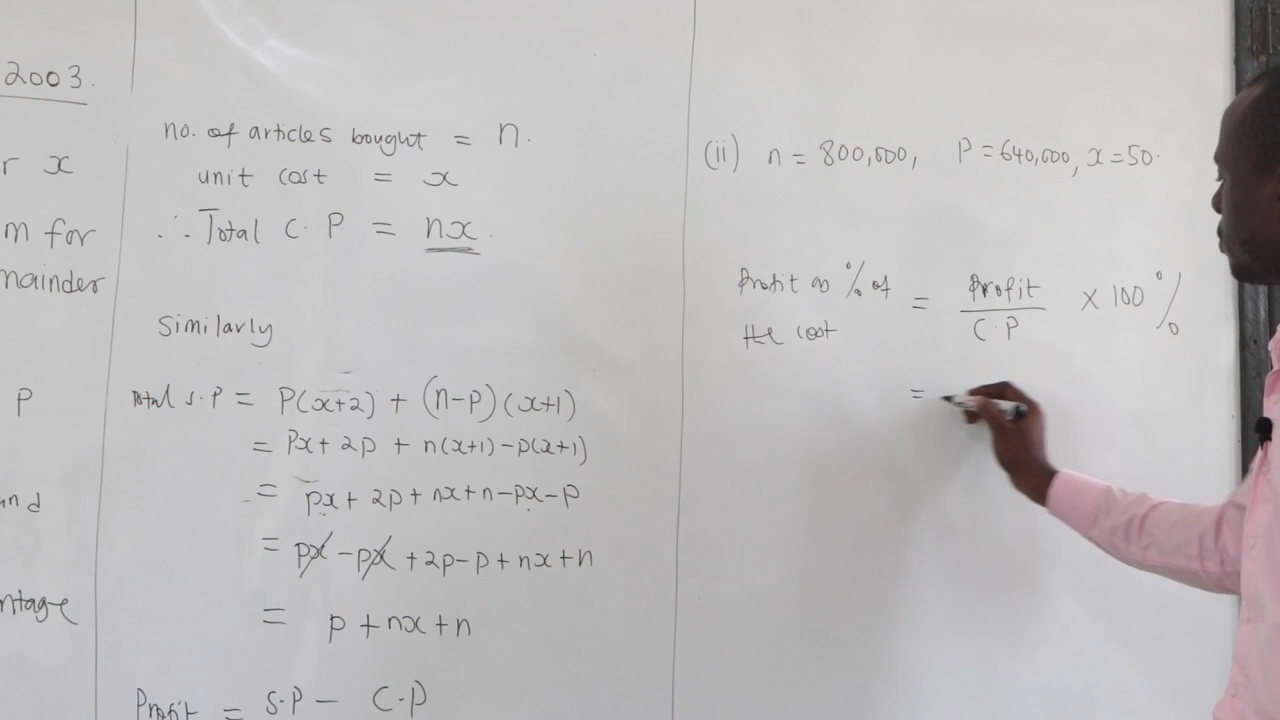 2003.
r x
m for
mainder
P
and
ntage
no. of articles bought = n.
unit cost = x
∴ Total C.P = nx.
Similarly
Total S.P = P(x+2) + (n-P)(x+1)
= Px + 2p + n(x+1) - p(x+1)
= px + 2p + nx + n - px - p
= px - px + 2p - p + nx + n
= p + nx + n
Profit = S.P - C.P
(ii) n = 800,000, P = 640,000, x = 50.
Profit as % of the cost = Profit / C.P × 100%
=